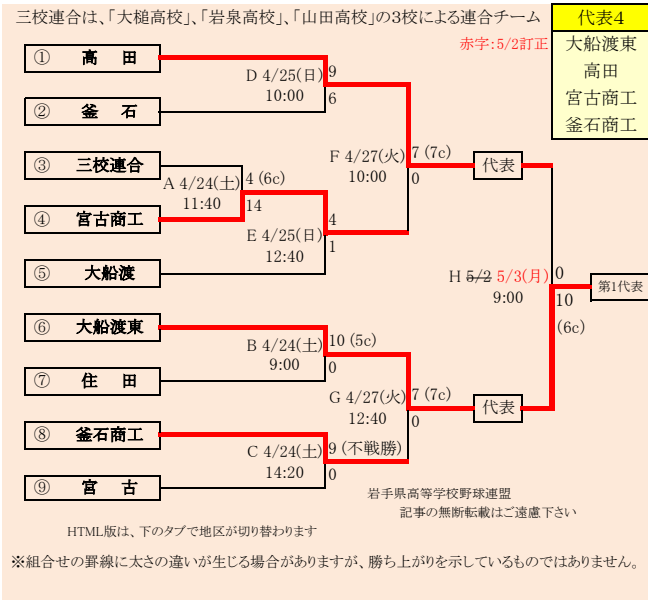 三校連合は、「大槌高校」、「岩泉高校」、「山田高校」の3校による連合チーム
代表4
赤字：5/2訂正
大船渡東
高田
宮古商工
釜石商工
① 高田
D 4/25(日) 9
10:00 6
② 釜石
F 4/27(火) 7 (7c)
10:00 0
代表
③ 三校連合
A 4/24(土) 4 (6c)
11:40 14
④ 宮古商工
4
E 4/25(日) 1
12:40
⑤ 大船渡
H 5/2 5/3(月) 0
9:00 10
(6c)
第1代表
⑥ 大船渡東
B 4/24(土) 10 (5c)
9:00 0
⑦ 住田
G 4/27(火) 7 (7c)
12:40 0
代表
⑧ 釜石商工
C 4/24(土) 9 (不戦勝)
14:20 0
⑨ 宮古
岩手県高等学校野球連盟
記事の無断転載はご遠慮下さい
HTML版は、下のタブで地区が切り替わります
※組合せの罫線に太さの違いが生じる場合がありますが、勝ち上がりを示しているものではありません。